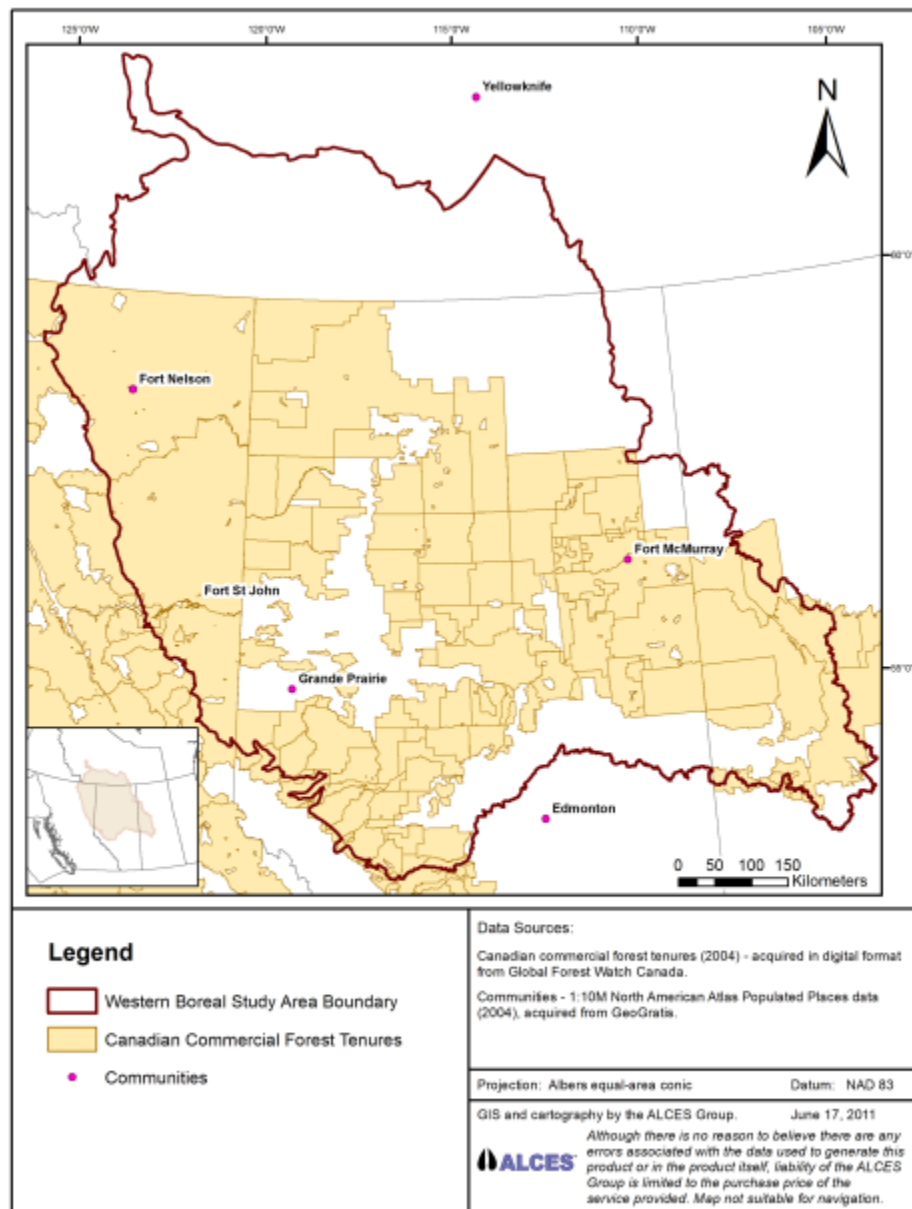 125°0'W
120°0'W
115°0'W
110°0'W
105°0'W
Yellowknife
N
60°0'
Fort Nelson
Fort McMurray
Fort St John
55°0'
Grande Prairie
Edmonton
0 50 100 150
Kilometers
Legend
Western Boreal Study Area Boundary
Canadian Commercial Forest Tenures
Communities
Data Sources:
Canadian commercial forest tenures (2004) - acquired in digital format
from Global Forest Watch Canada.
Communities - 1:10M North American Atlas Populated Places data
(2004), acquired from GeoGratis.
Projection: Albers equal-area conic Datum: NAD 83
GIS and cartography by the ALCES Group. June 17, 2011
ALCES
Although there is no reason to believe there are any
errors associated with the data used to generate this
product or in the product itself, liability of the ALCES
Group is limited to the purchase price of the
service provided. Map not suitable for navigation.